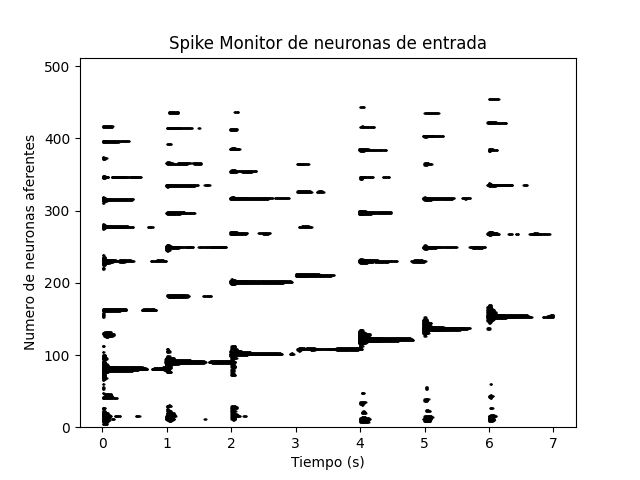 Spike Monitor de neuronas de entrada
Numero de neuronas aferentes
500
400
300
200
100
0
0 1 2 3 4 5 6 7
Tiempo (s)